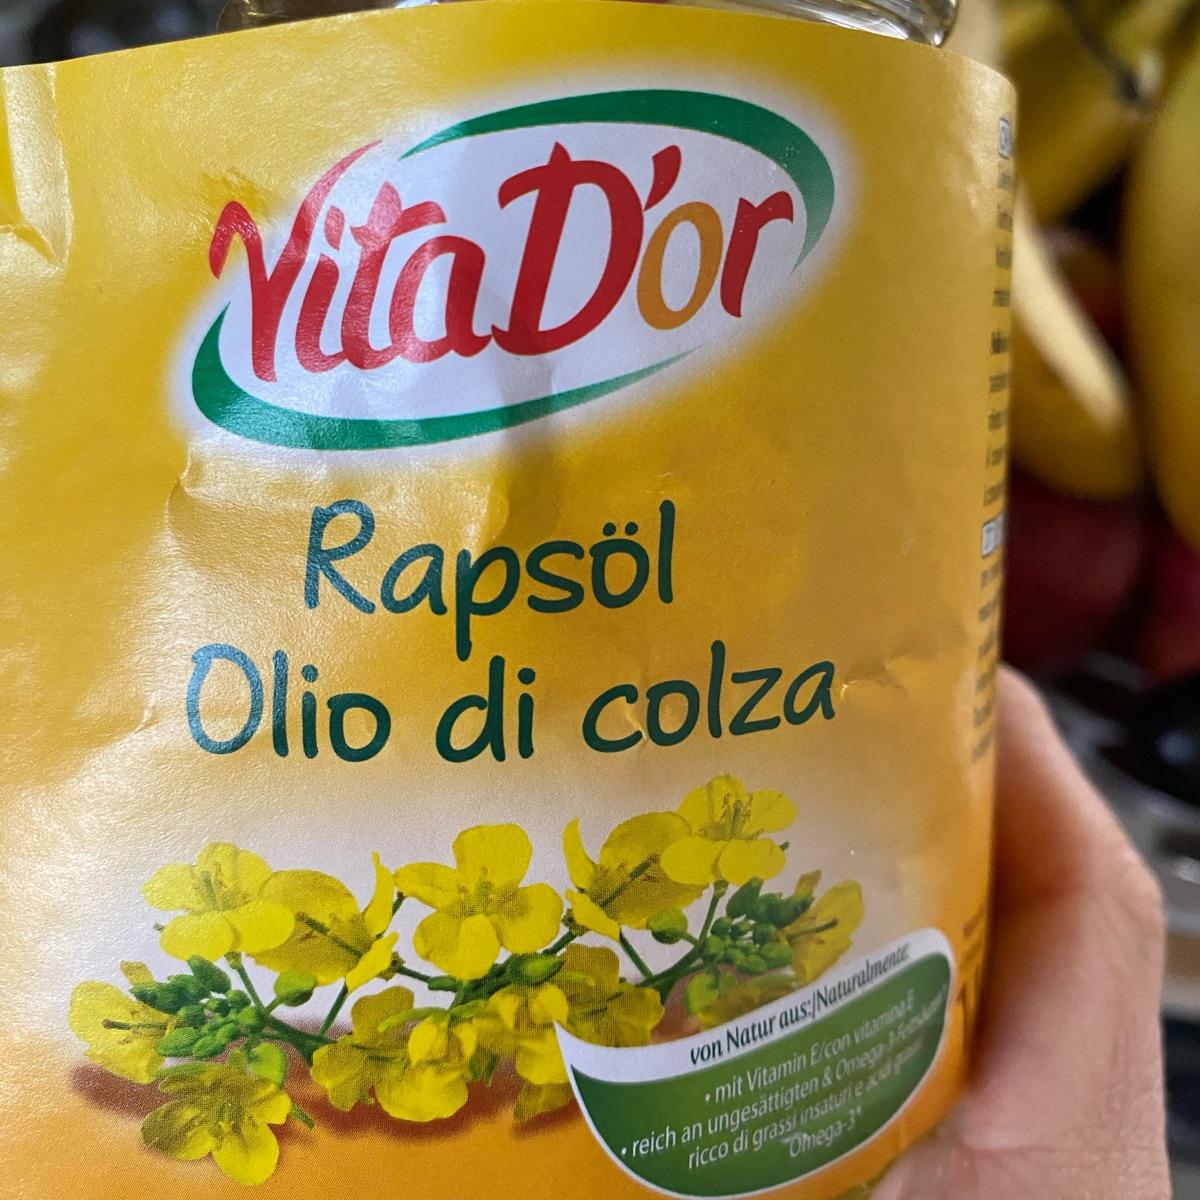 Vita D'or
Rapsöl
Olio di colza
von Natur aus:/Naturalmente:
• mit Vitamin E/con vitamina E
• reich an ungesättigten & Omega-3-Fettsäuren*
ricco di grassi insaturi e acidi grassi
"Omega-3"*